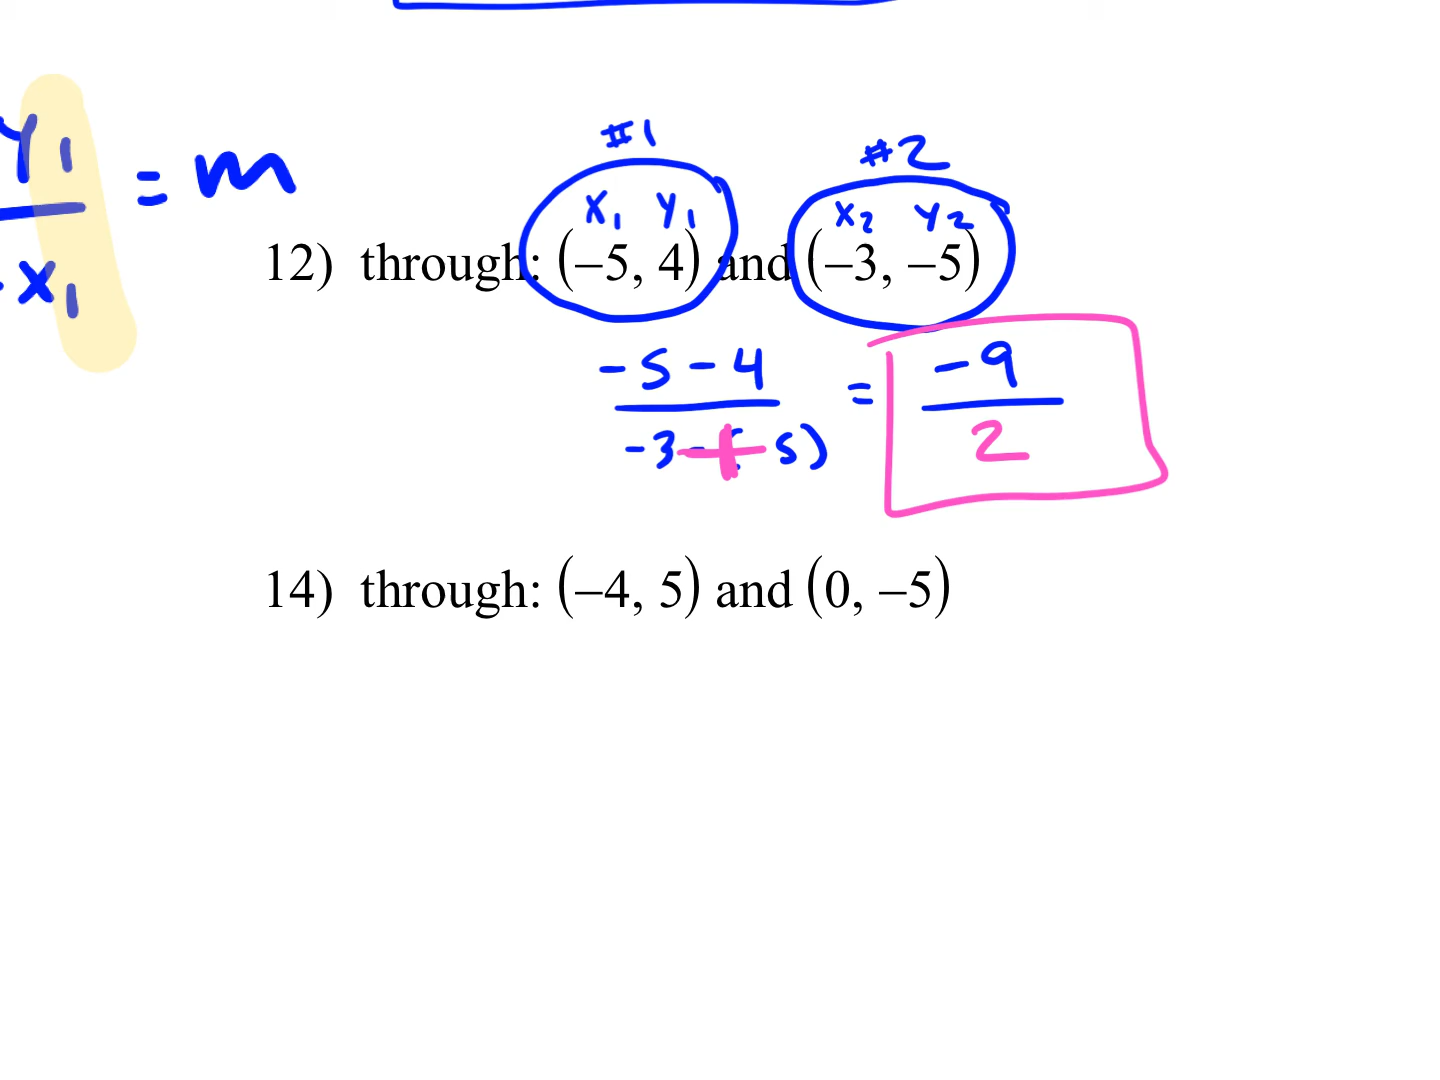 #1 #2
Y₁ = m
X₁
X₁ Y₁ X₂ Y₂
12) through: (−5, 4) and (−3, −5)
-5 - 4 = -9
-3 + 5) 2
14) through: (−4, 5) and (0, −5)